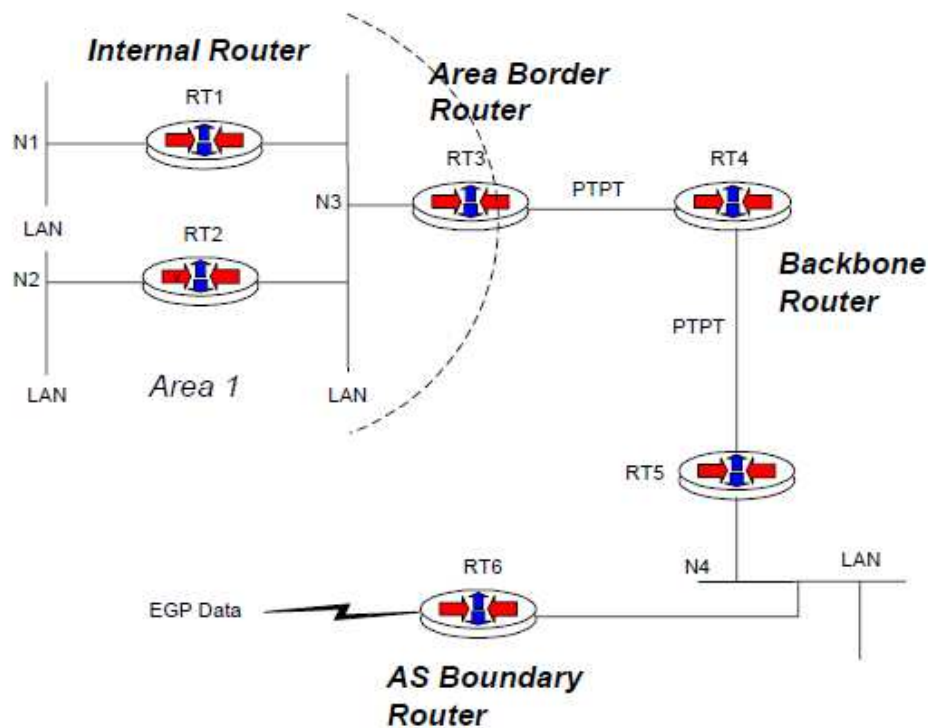 Internal Router
Area Border
Router
RT1
N1
RT3
RT4
PTPT
N3
LAN
RT2
N2
Backbone
Router
PTPT
LAN
Area 1
LAN
RT5
N4
LAN
RT6
EGP Data
AS Boundary
Router